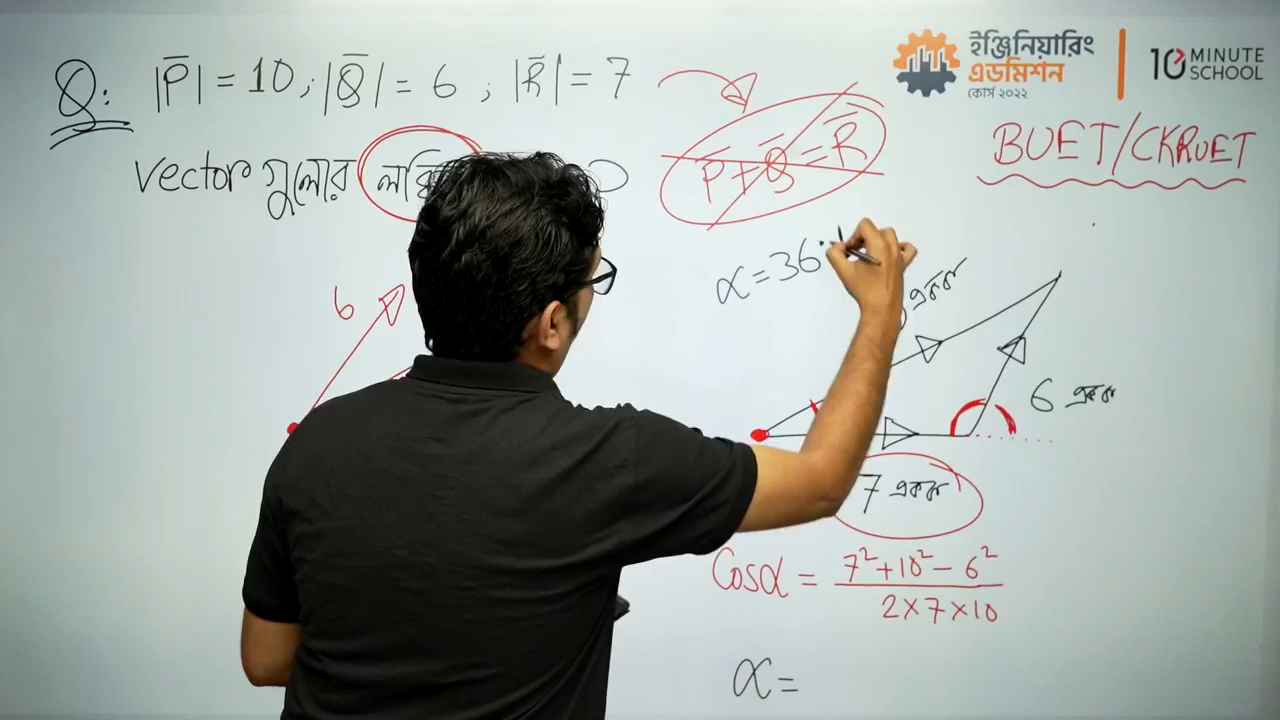 Q: |P̄| = 10 ; |Q̄| = 6 ; |R̄| = 7
vector গুলোর
P̄ + Q̄ = R̄
ইঞ্জিনিয়ারিং
এডমিশন
কোর্স ২০২২
10 MINUTE
SCHOOL
BUET/CKRUET
6
α = 36
একক
6 একক
7 একক
Cosα = (7² + 10² − 6²) / (2×7×10)
α =